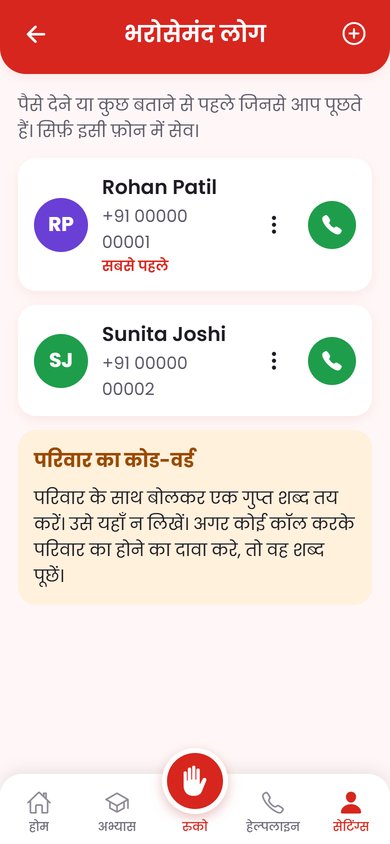 भरोसेमंद लोग
पैसे देने या कुछ बताने से पहले जिनसे आप पूछते
हैं। सिर्फ़ इसी फ़ोन में सेव।
RP
Rohan Patil
+91 00000
00001
सबसे पहले
SJ
Sunita Joshi
+91 00000
00002
परिवार का कोड-वर्ड
परिवार के साथ बोलकर एक गुप्त शब्द तय
करें। उसे यहाँ न लिखें। अगर कोई कॉल करके
परिवार का होने का दावा करे, तो वह शब्द
पूछें।
होम
अभ्यास
रुको
हेल्पलाइन
सेटिंग्स